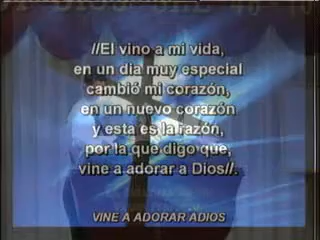 //El vino a mi vida,
en un dia muy especial
cambió mi corazón,
en un nuevo corazón
y esta es la razón,
por la que digo que,
vine a adorar a Dios//.
VINE A ADORAR ADIOS